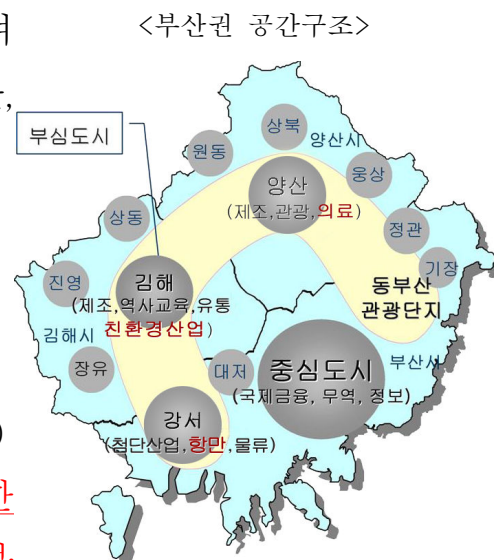 <부산권 공간구조>
부심도시
상북
양산시
원동
웅상
양산
(제조,관광,의료)
상동
정관
기장
진영
김해
(제조,역사교육,유통
친환경산업)
동부산
관광단지
김해시
장유
대저
중심도시
(국제금융, 무역, 정보)
부산시
강서
(첨단산업,항만,물류)